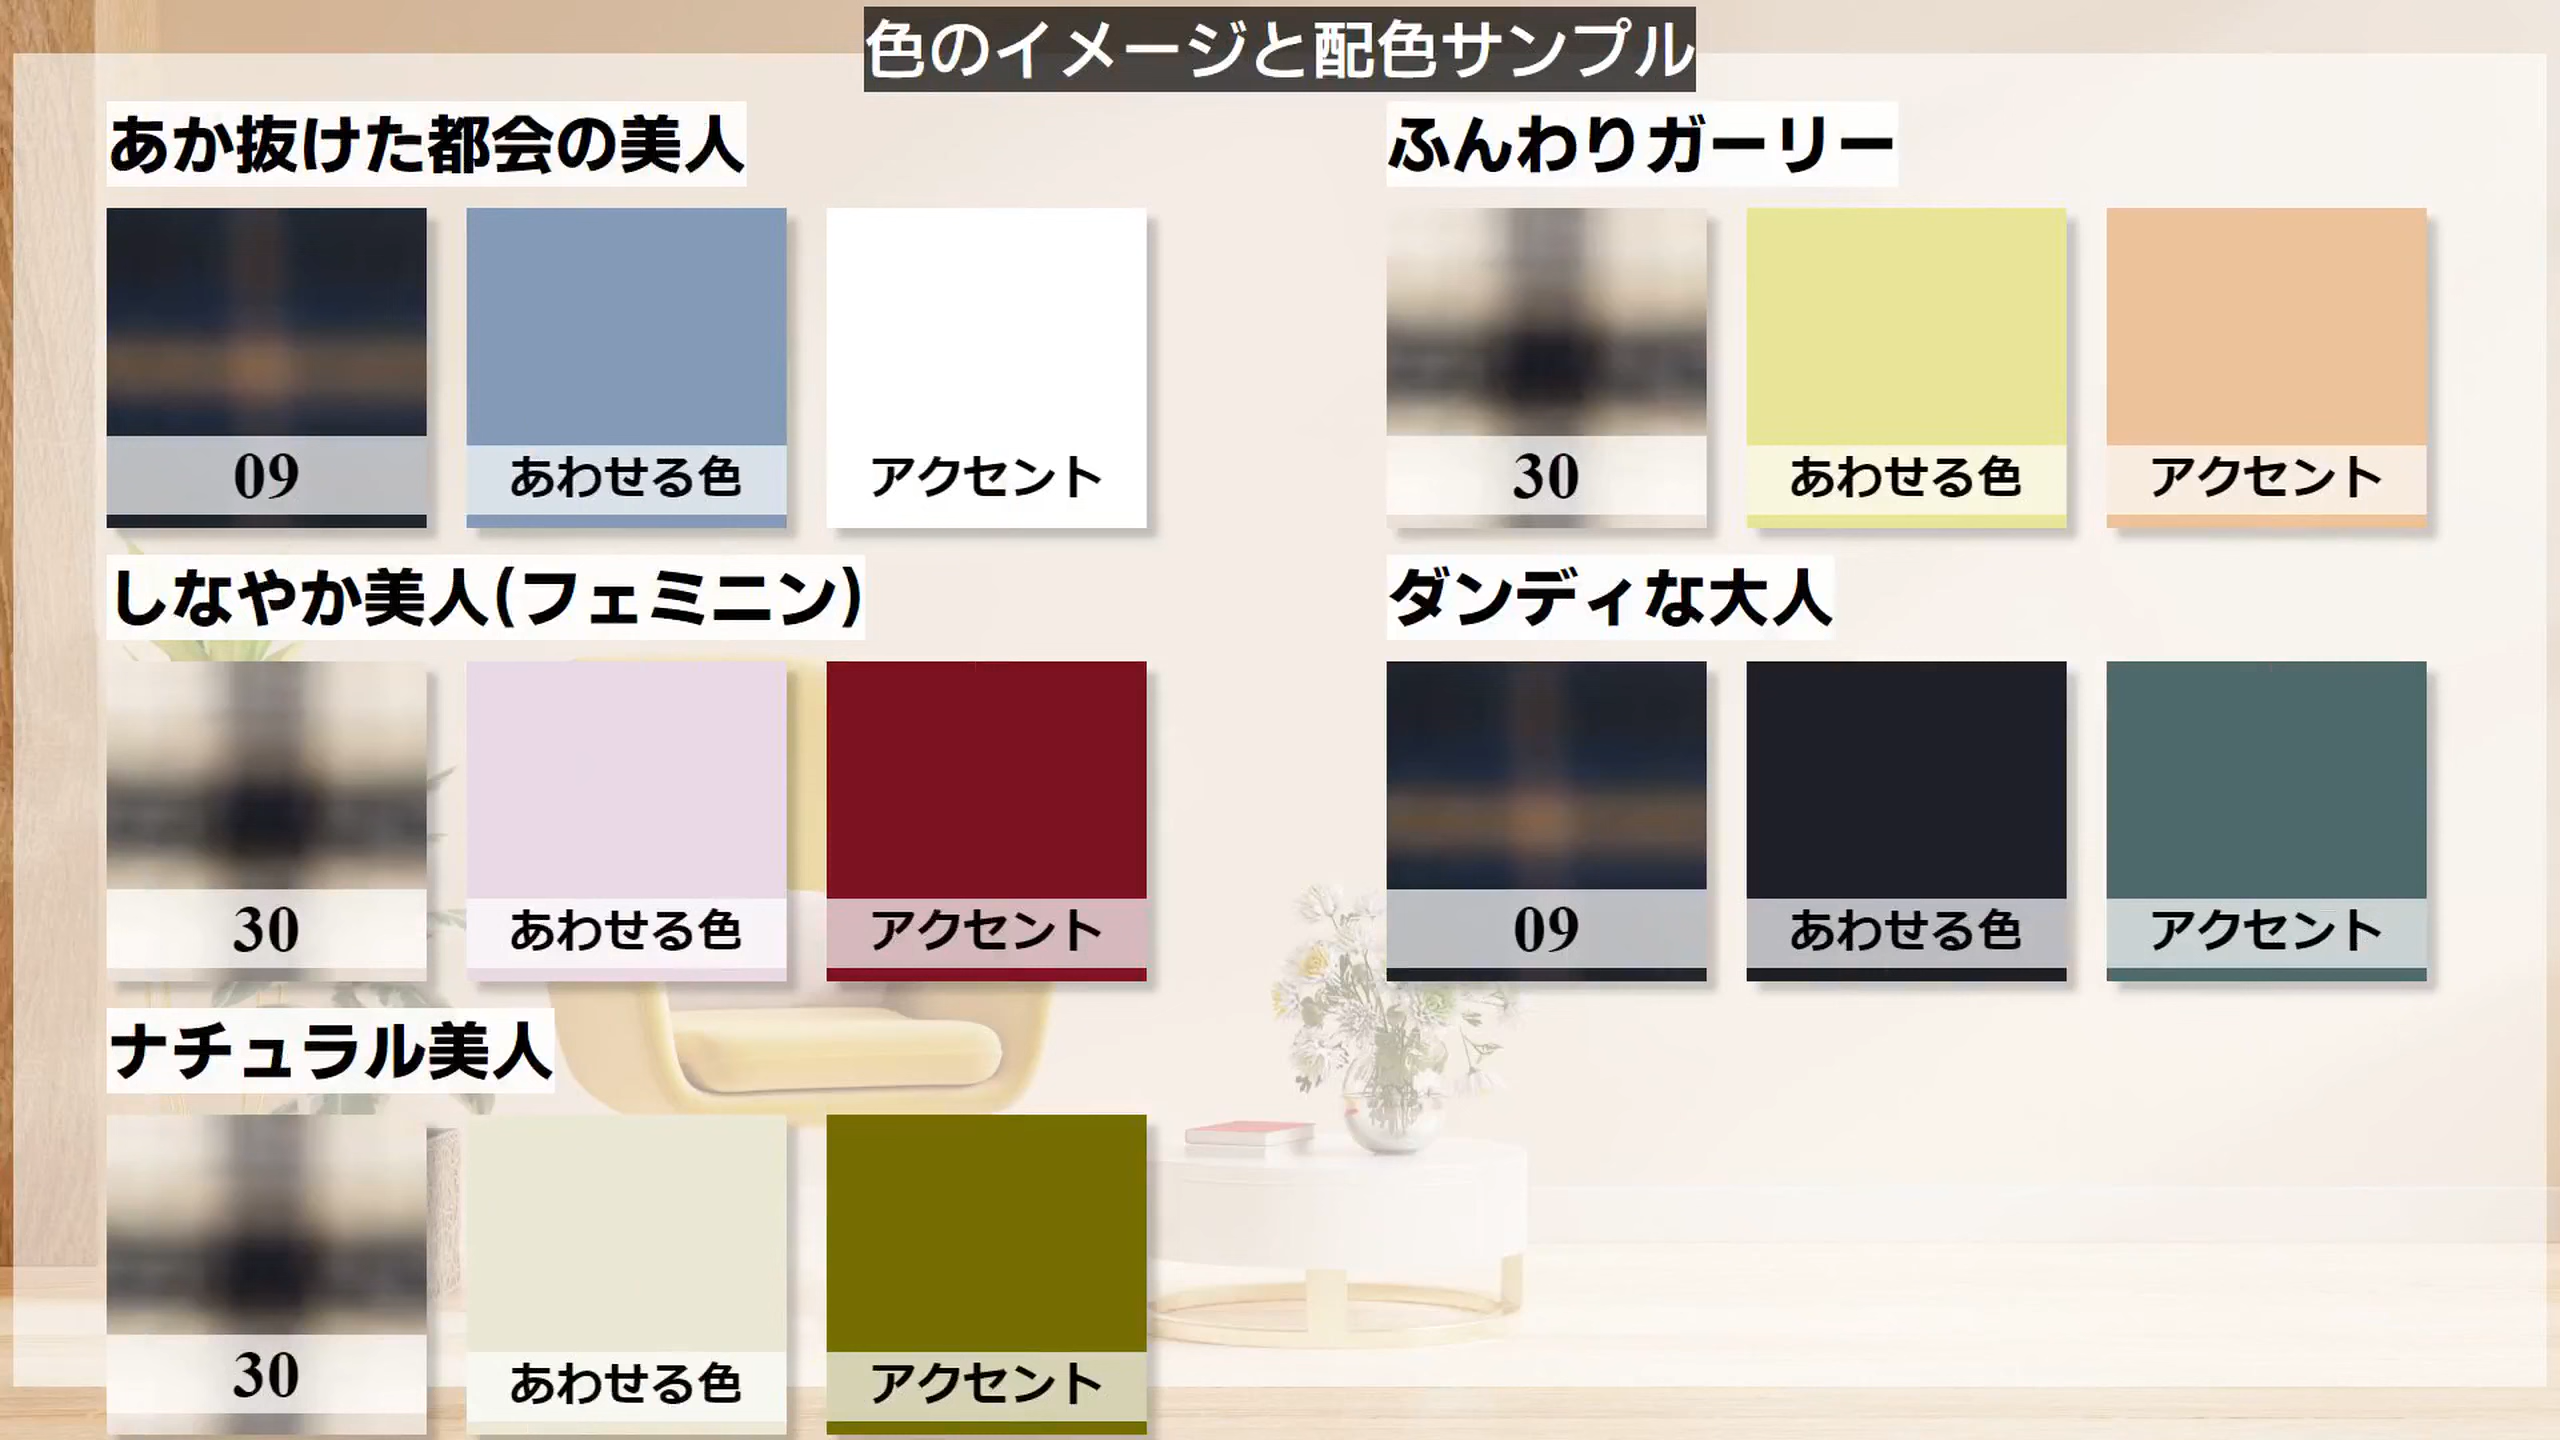 色のイメージと配色サンプル
あか抜けた都会の美人
09
あわせる色
アクセント
ふんわりガーリー
30
あわせる色
アクセント
しなやか美人(フェミニン)
30
あわせる色
アクセント
ダンディな大人
09
あわせる色
アクセント
ナチュラル美人
30
あわせる色
アクセント